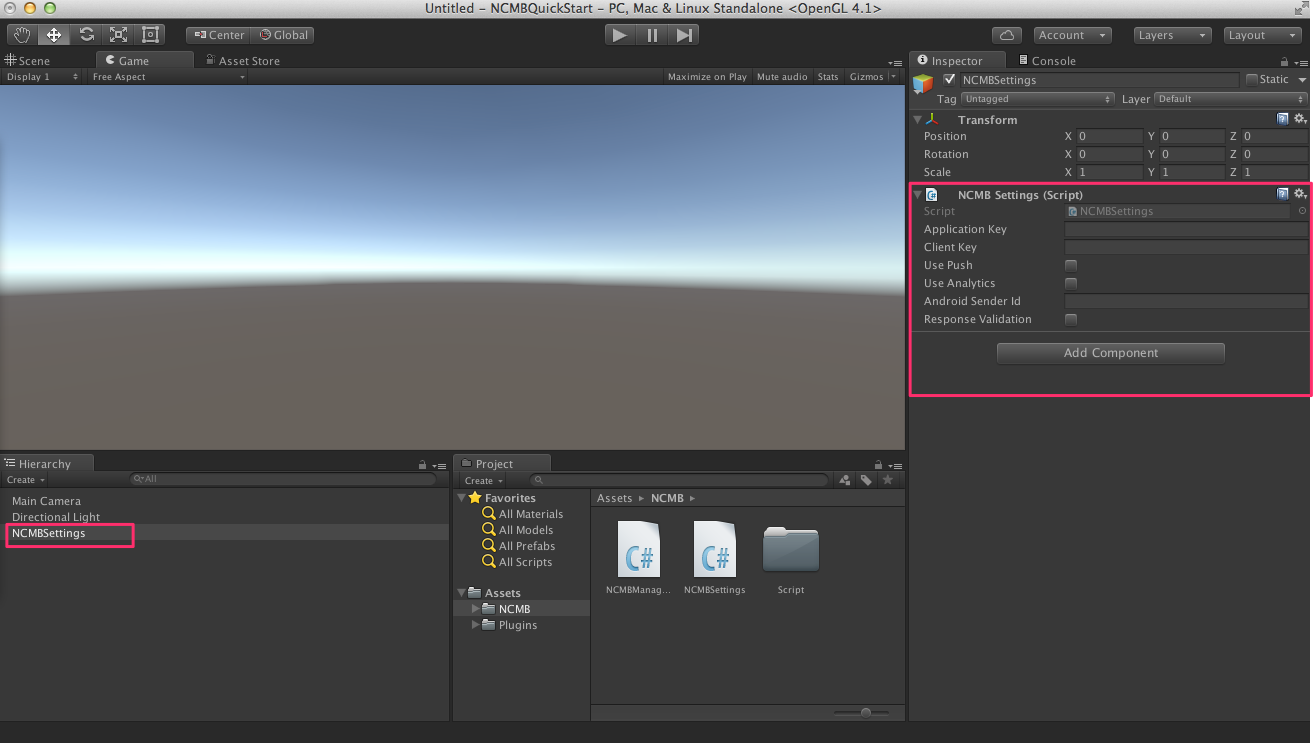 Untitled - NCMBQuickStart - PC, Mac & Linux Standalone <OpenGL 4.1>
Center Global Account Layers Layout
Scene Game Asset Store
Display 1 Free Aspect Maximize on Play Mute audio Stats Gizmos
Inspector Console
NCMBSettings Static
Tag Untagged Layer Default
Transform
Position X 0 Y 0 Z 0
Rotation X 0 Y 0 Z 0
Scale X 1 Y 1 Z 1
C# NCMB Settings (Script)
Script NCMBSettings
Application Key
Client Key
Use Push
Use Analytics
Android Sender Id
Response Validation
Add Component
Hierarchy
Create All
Main Camera
Directional Light
NCMBSettings
Project
Create
Favorites
All Materials
All Models
All Prefabs
All Scripts
Assets
NCMB
Plugins
Assets ▸ NCMB ▸
C# C#
NCMBManag... NCMBSettings Script